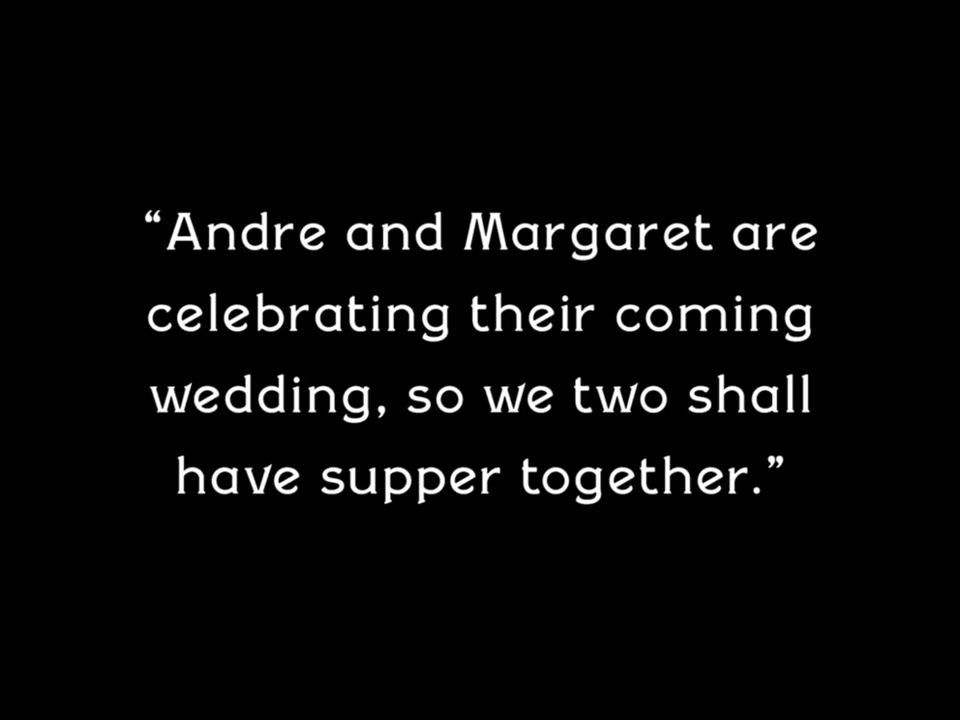 “Andre and Margaret are
celebrating their coming
wedding, so we two shall
have supper together.”